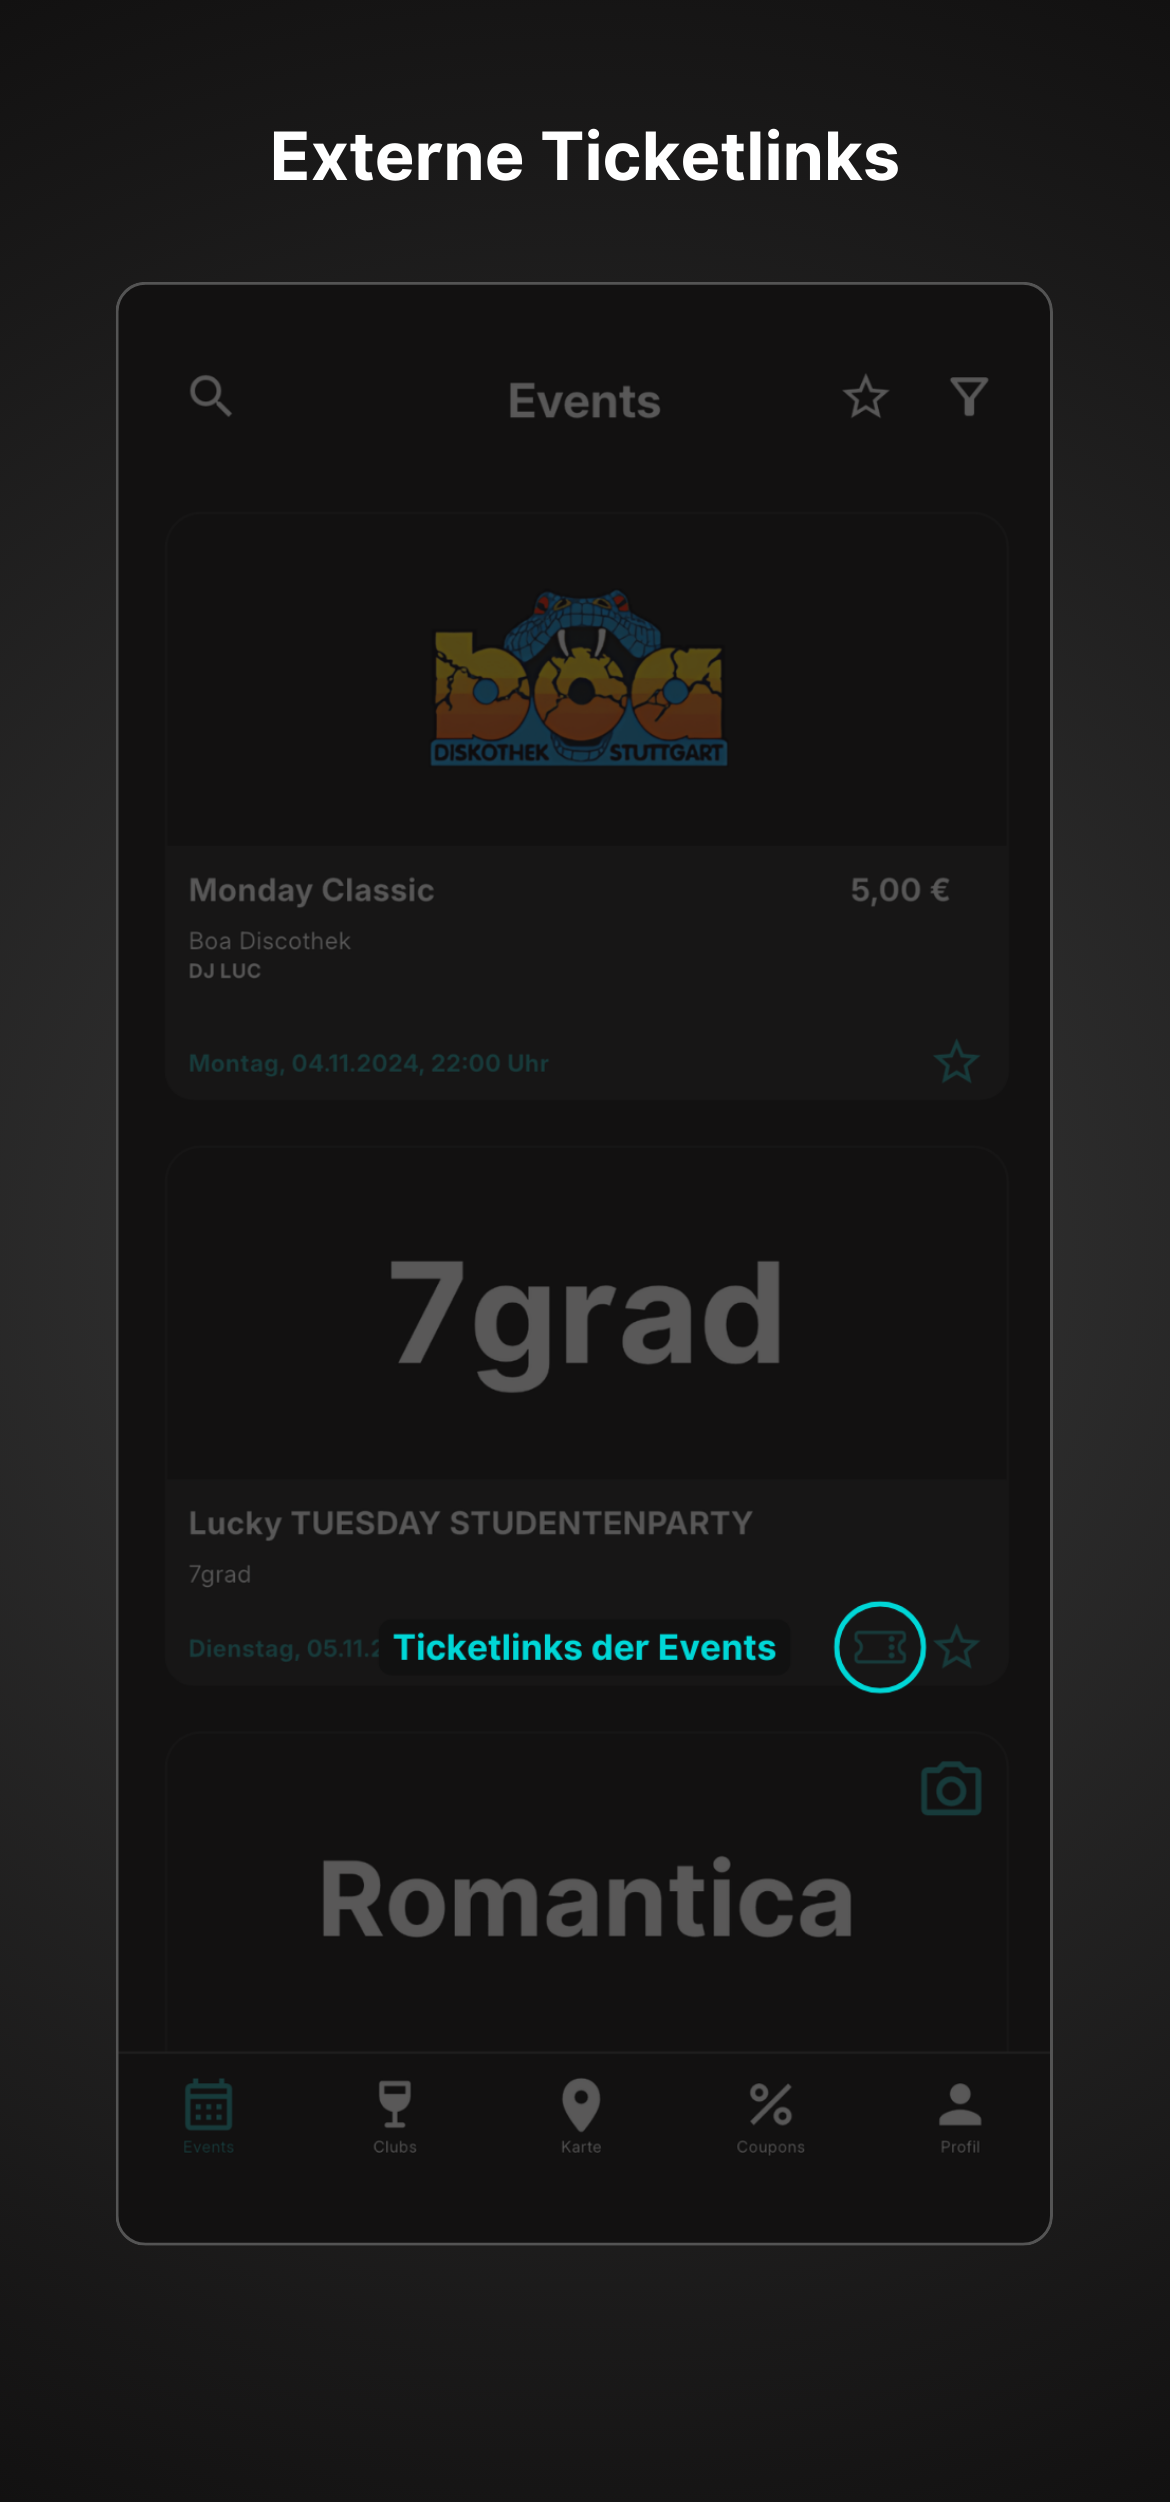 Externe Ticketlinks
Events
boa
DISKOTHEK STUTTGART
Monday Classic 5,00 €
Boa Discothek
DJ LUC
Montag, 04.11.2024, 22:00 Uhr
7grad
Lucky TUESDAY STUDENTENPARTY
7grad
Dienstag, 05.11.2
Ticketlinks der Events
Romantica
Events Clubs Karte Coupons Profil